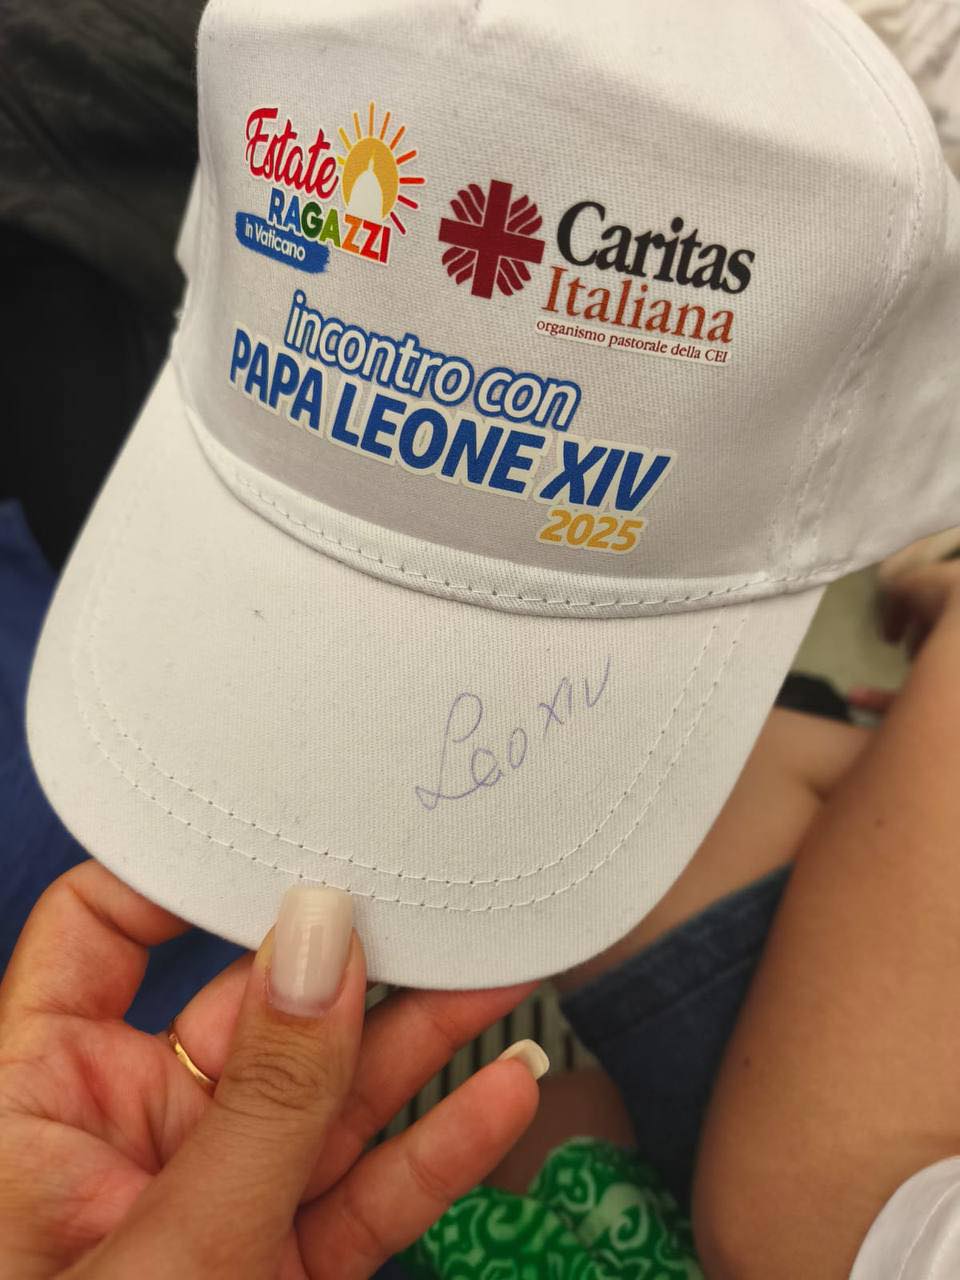 Estate
RAGAZZI
in Vaticano
Caritas
Italiana
organismo pastorale della CEI
incontro con
PAPA LEONE XIV
2025
Leo XIV